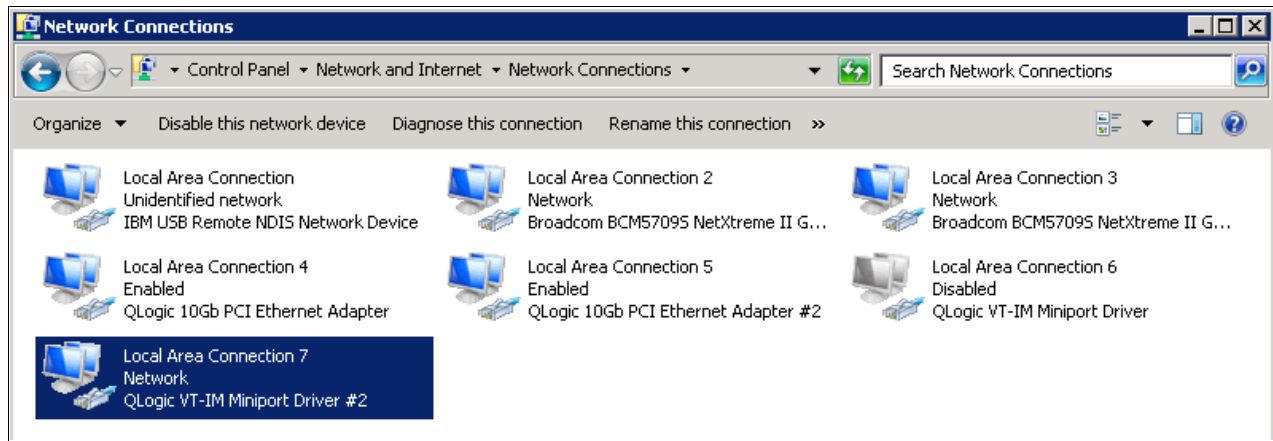 Network Connections
Control Panel Network and Internet Network Connections Search Network Connections
Organize Disable this network device Diagnose this connection Rename this connection »
Local Area Connection
Unidentified network
IBM USB Remote NDIS Network Device
Local Area Connection 2
Network
Broadcom BCM5709S NetXtreme II G...
Local Area Connection 3
Network
Broadcom BCM5709S NetXtreme II G...
Local Area Connection 4
Enabled
QLogic 10Gb PCI Ethernet Adapter
Local Area Connection 5
Enabled
QLogic 10Gb PCI Ethernet Adapter #2
Local Area Connection 6
Disabled
QLogic VT-IM Miniport Driver
Local Area Connection 7
Network
QLogic VT-IM Miniport Driver #2